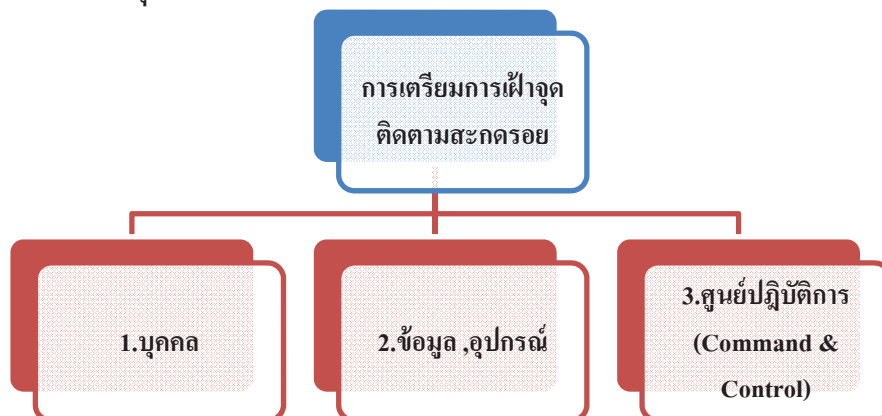 การเตรียมการเฝ้าจุด
ติดตามสะกดรอย
1.บุคคล
2.ข้อมูล ,อุปกรณ์
3.ศูนย์ปฎิบัติการ
(Command &
Control)